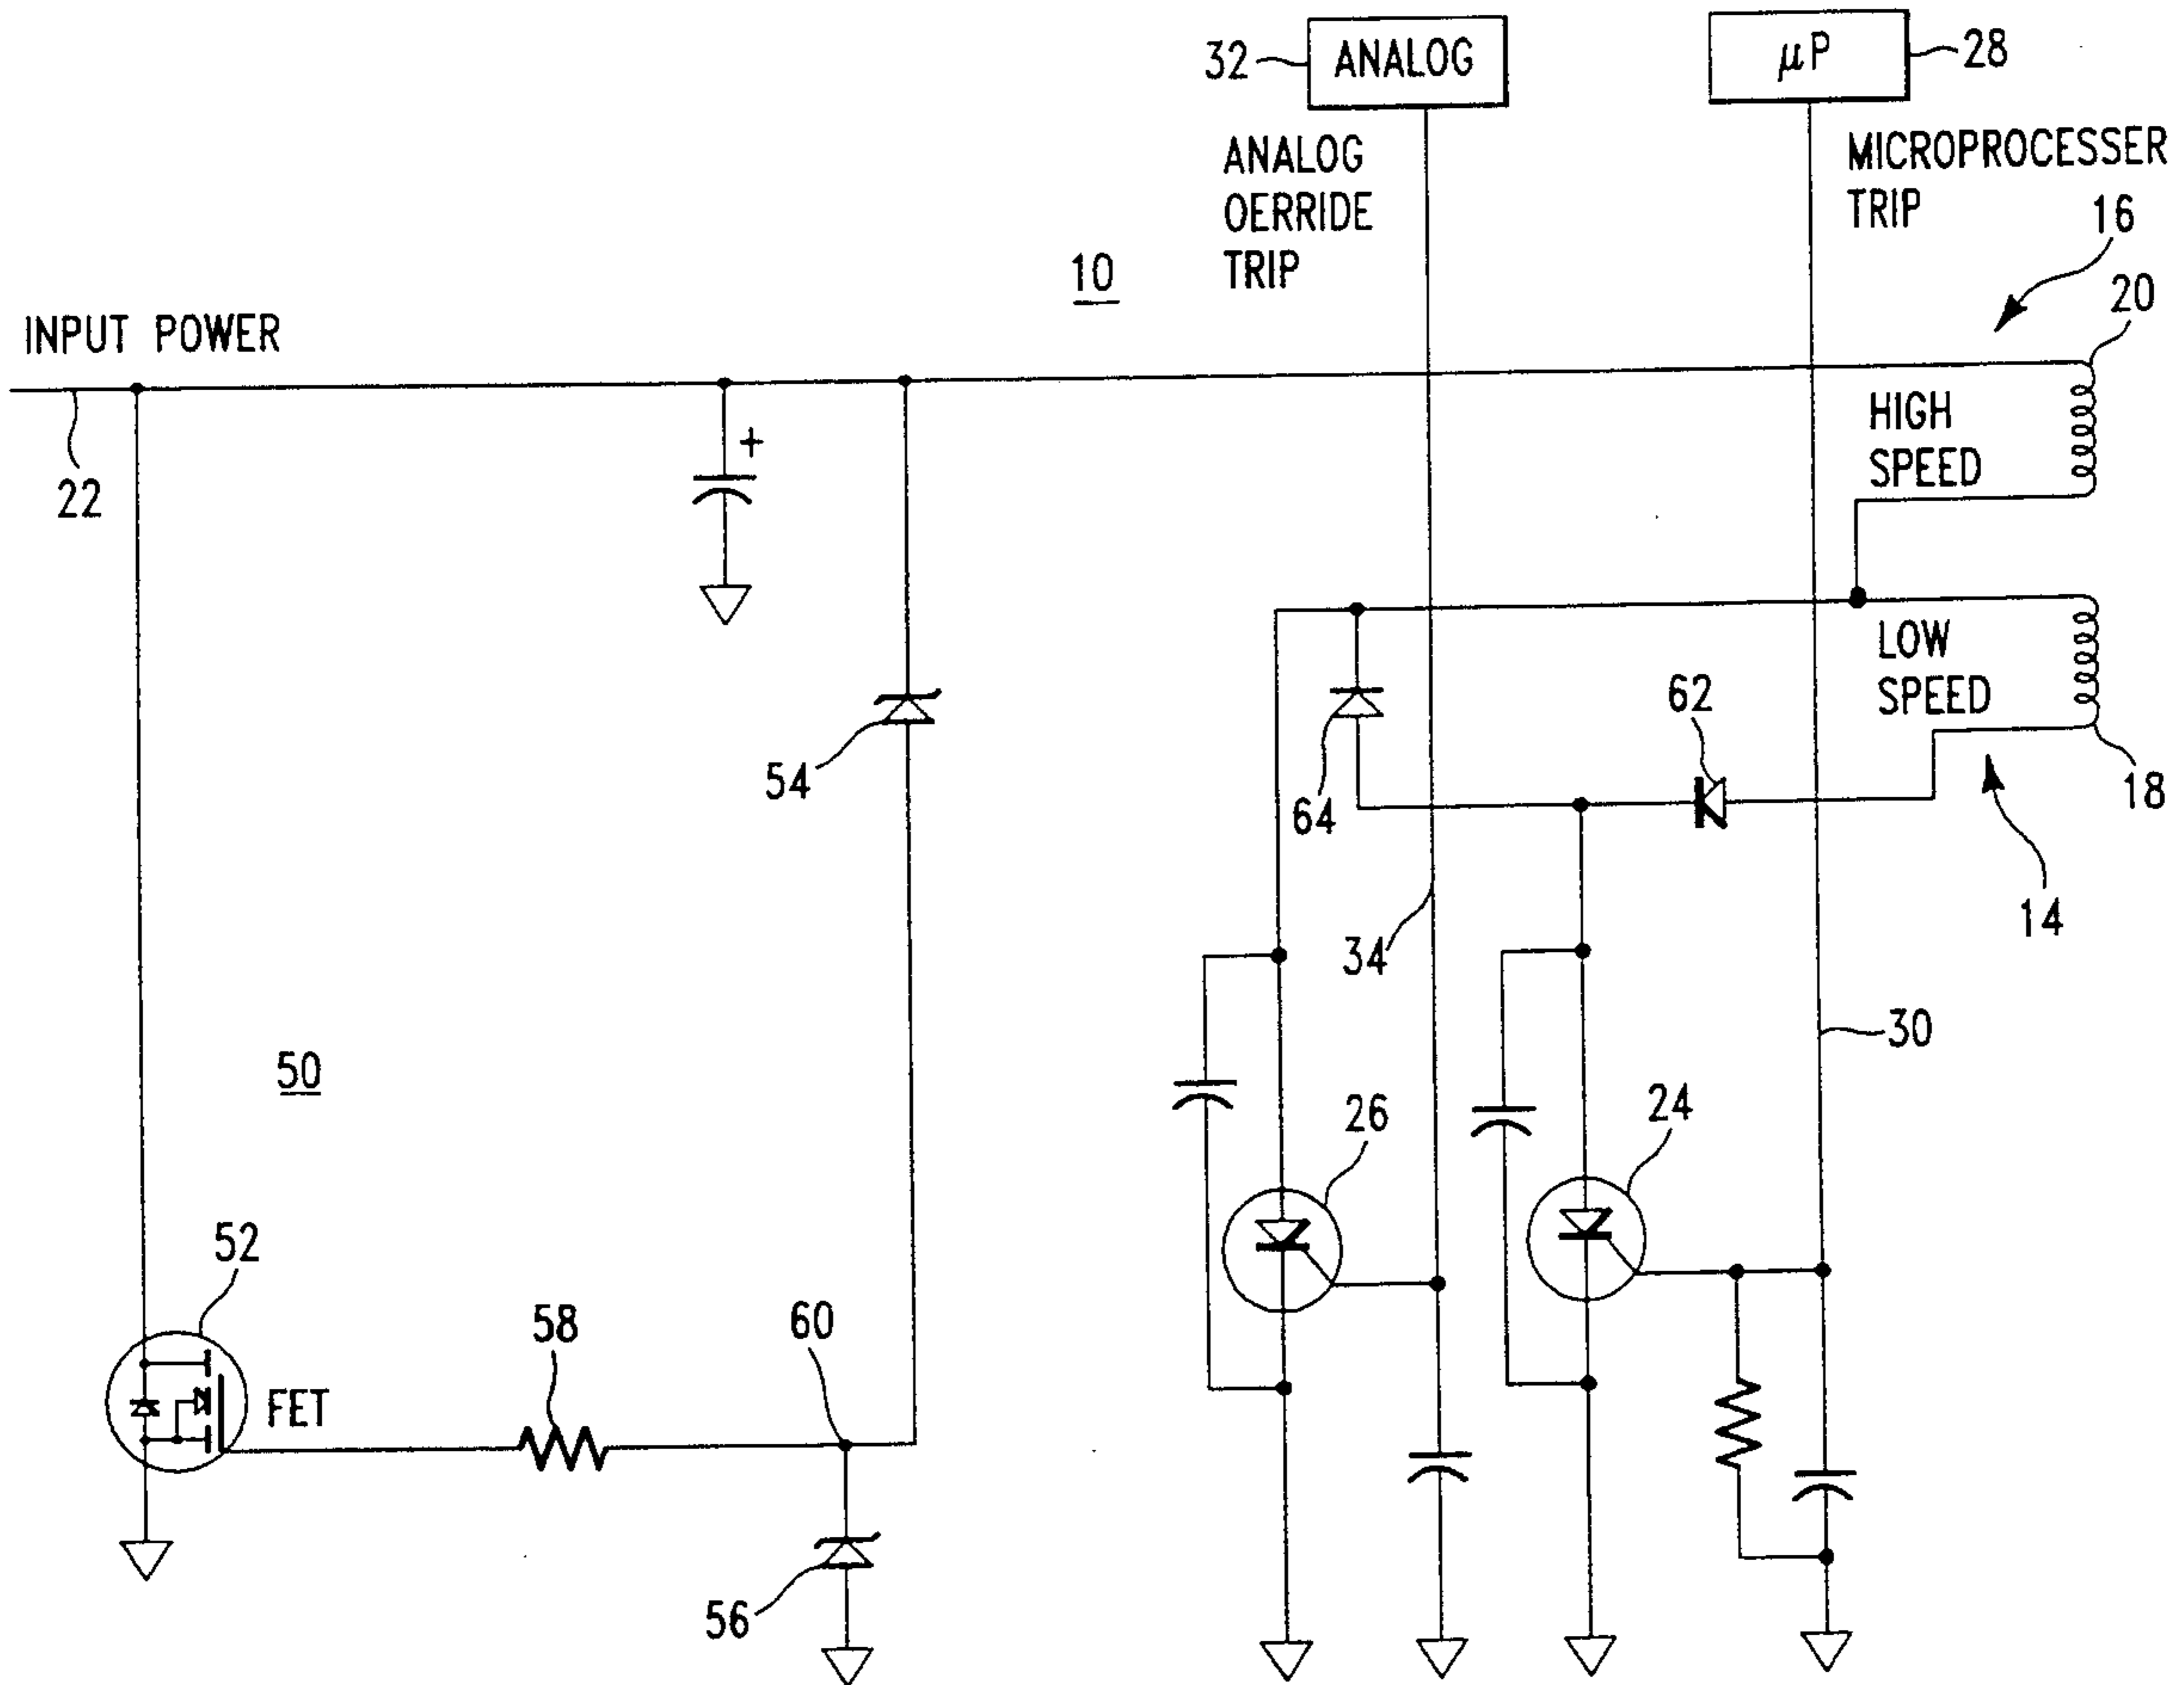 32
ANALOG
μP
28
ANALOG
OERRIDE
TRIP
MICROPROCESSER
TRIP
16
10
20
INPUT POWER
22
+
HIGH
SPEED
LOW
SPEED
62
54
64
18
14
34
30
50
26
24
52
58
60
FET
56